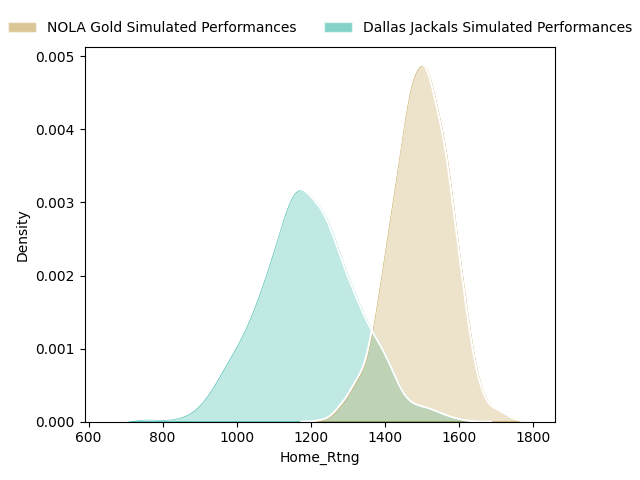 NOLA Gold Simulated Performances Dallas Jackals Simulated Performances
0.005
0.004
0.003
0.002
0.001
0.000
Density
600 800 1000 1200 1400 1600 1800
Home_Rtng